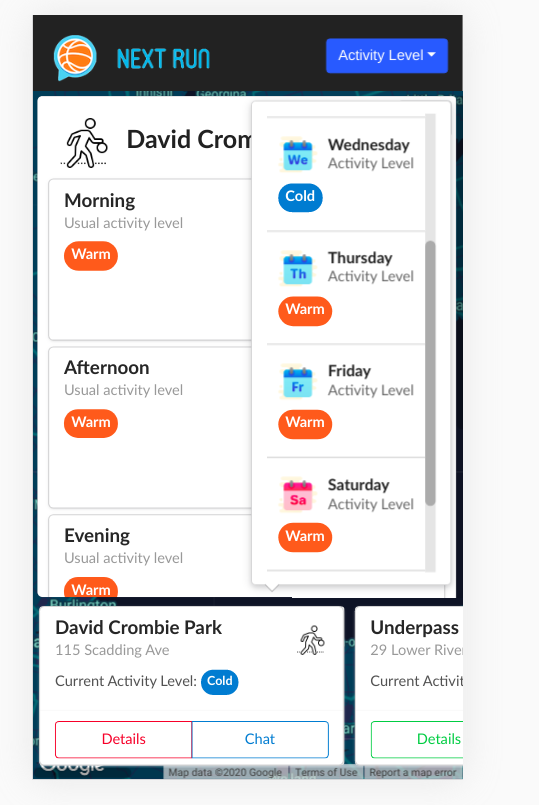 NEXT RUN
Activity Level
Georgina
David Crom
Morning
Usual activity level
Warm
Afternoon
Usual activity level
Warm
Evening
Usual activity level
Warm
We
Wednesday
Activity Level
Cold
Th
Thursday
Activity Level
Warm
Fr
Friday
Activity Level
Warm
Sa
Saturday
Activity Level
Warm
Burlington
David Crombie Park
115 Scadding Ave
Current Activity Level: Cold
Details
Chat
Underpass
29 Lower River
Current Activit
Details
Google
Map data ©2020 Google
Terms of Use
Report a map error